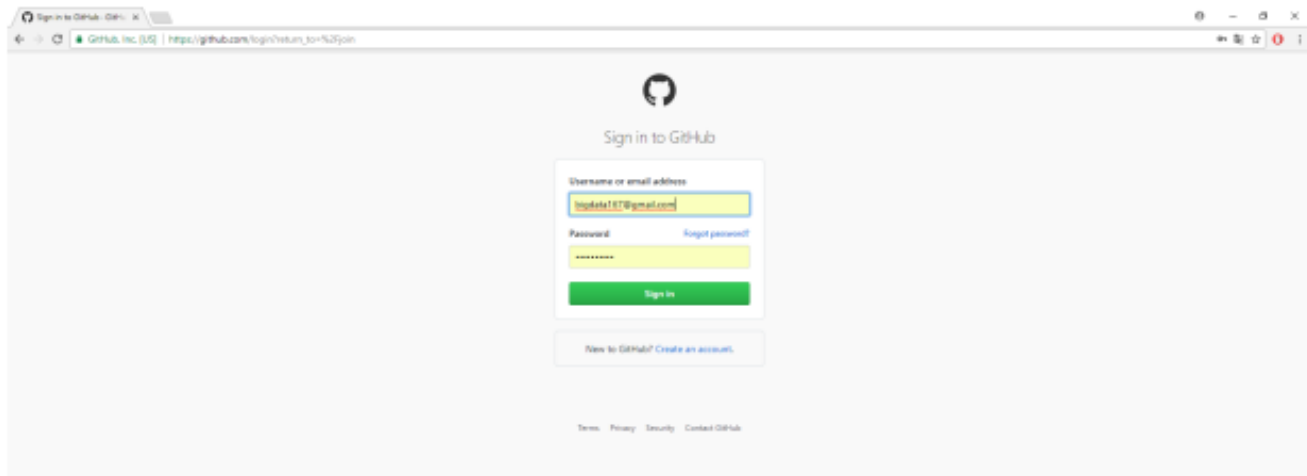 Sign in to GitHub · GitHu
GitHub, Inc. [US] | https://github.com/login?return_to=%2Fjoin
Sign in to GitHub
Username or email address
bigdata187@gmail.com
Password Forgot password?
••••••••
Sign in
New to GitHub? Create an account.
Terms Privacy Security Contact GitHub